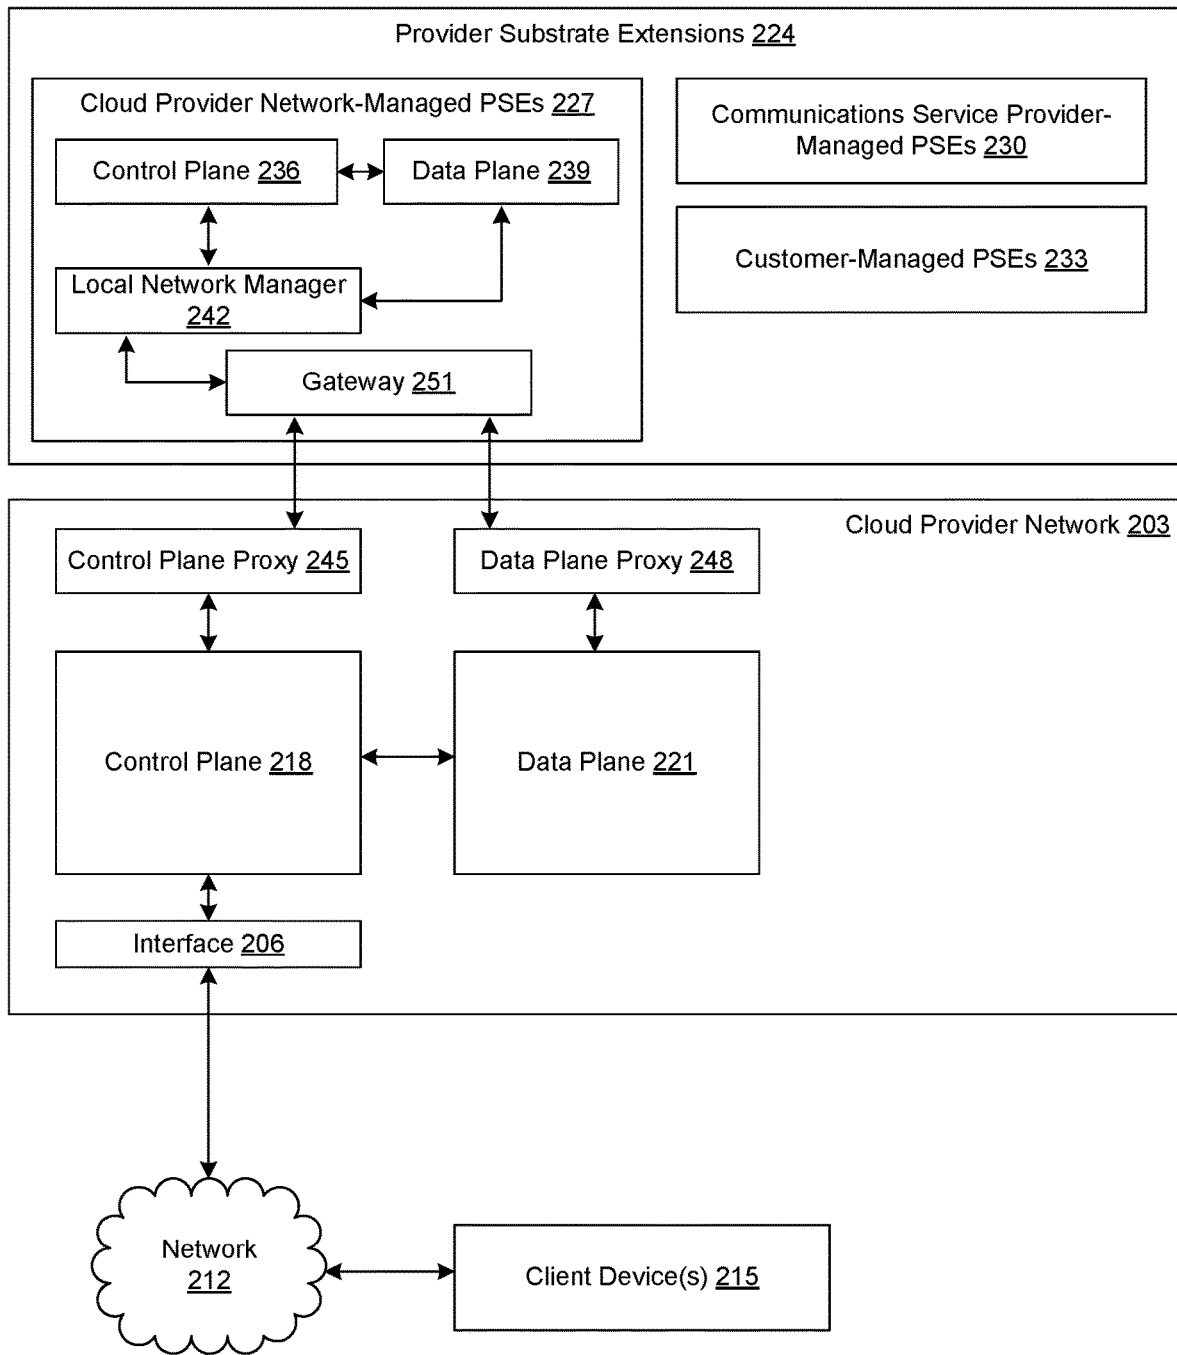 Provider Substrate Extensions 224
Cloud Provider Network-Managed PSEs 227
Control Plane 236
Data Plane 239
Local Network Manager
242
Gateway 251
Communications Service Provider-
Managed PSEs 230
Customer-Managed PSEs 233
Cloud Provider Network 203
Control Plane Proxy 245
Data Plane Proxy 248
Control Plane 218
Data Plane 221
Interface 206
Network
212
Client Device(s) 215